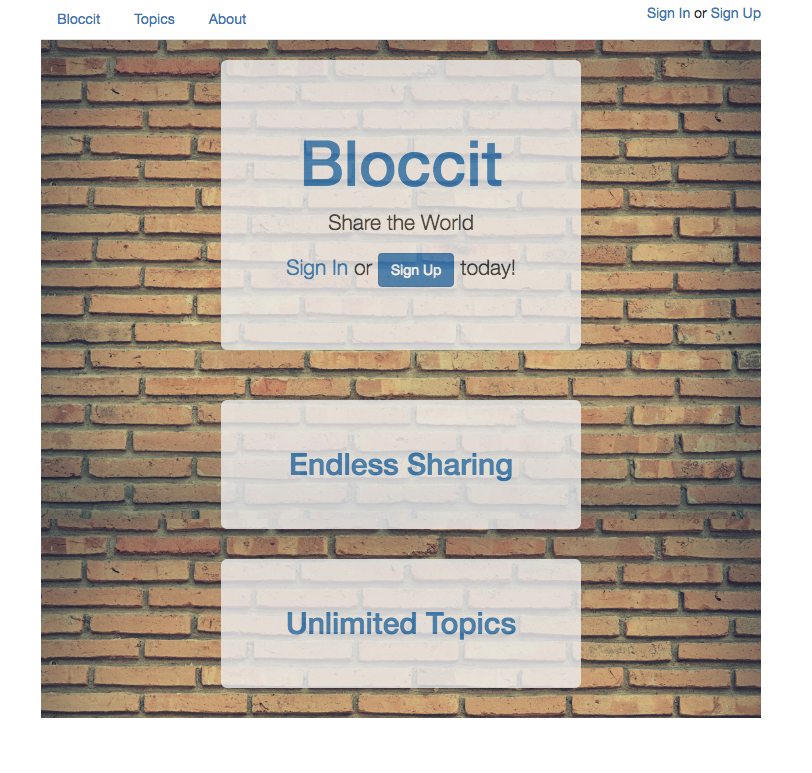 Bloccit Topics About Sign In or Sign Up
Bloccit
Share the World
Sign In or Sign Up today!
Endless Sharing
Unlimited Topics